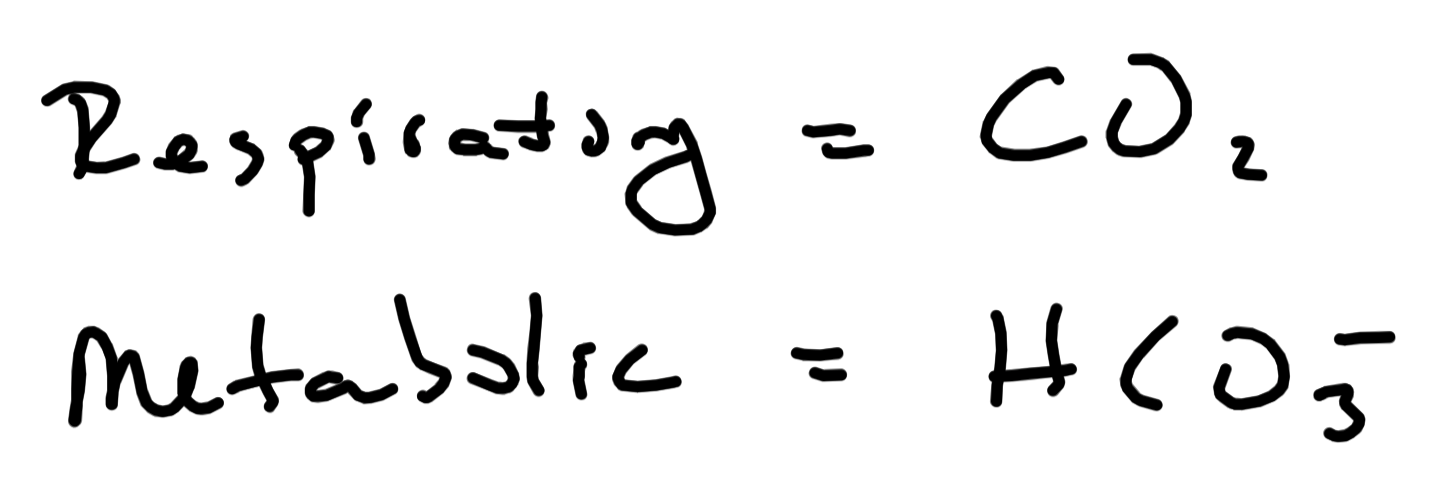 Respiratory = CO₂
Metabolic = HCO₃⁻